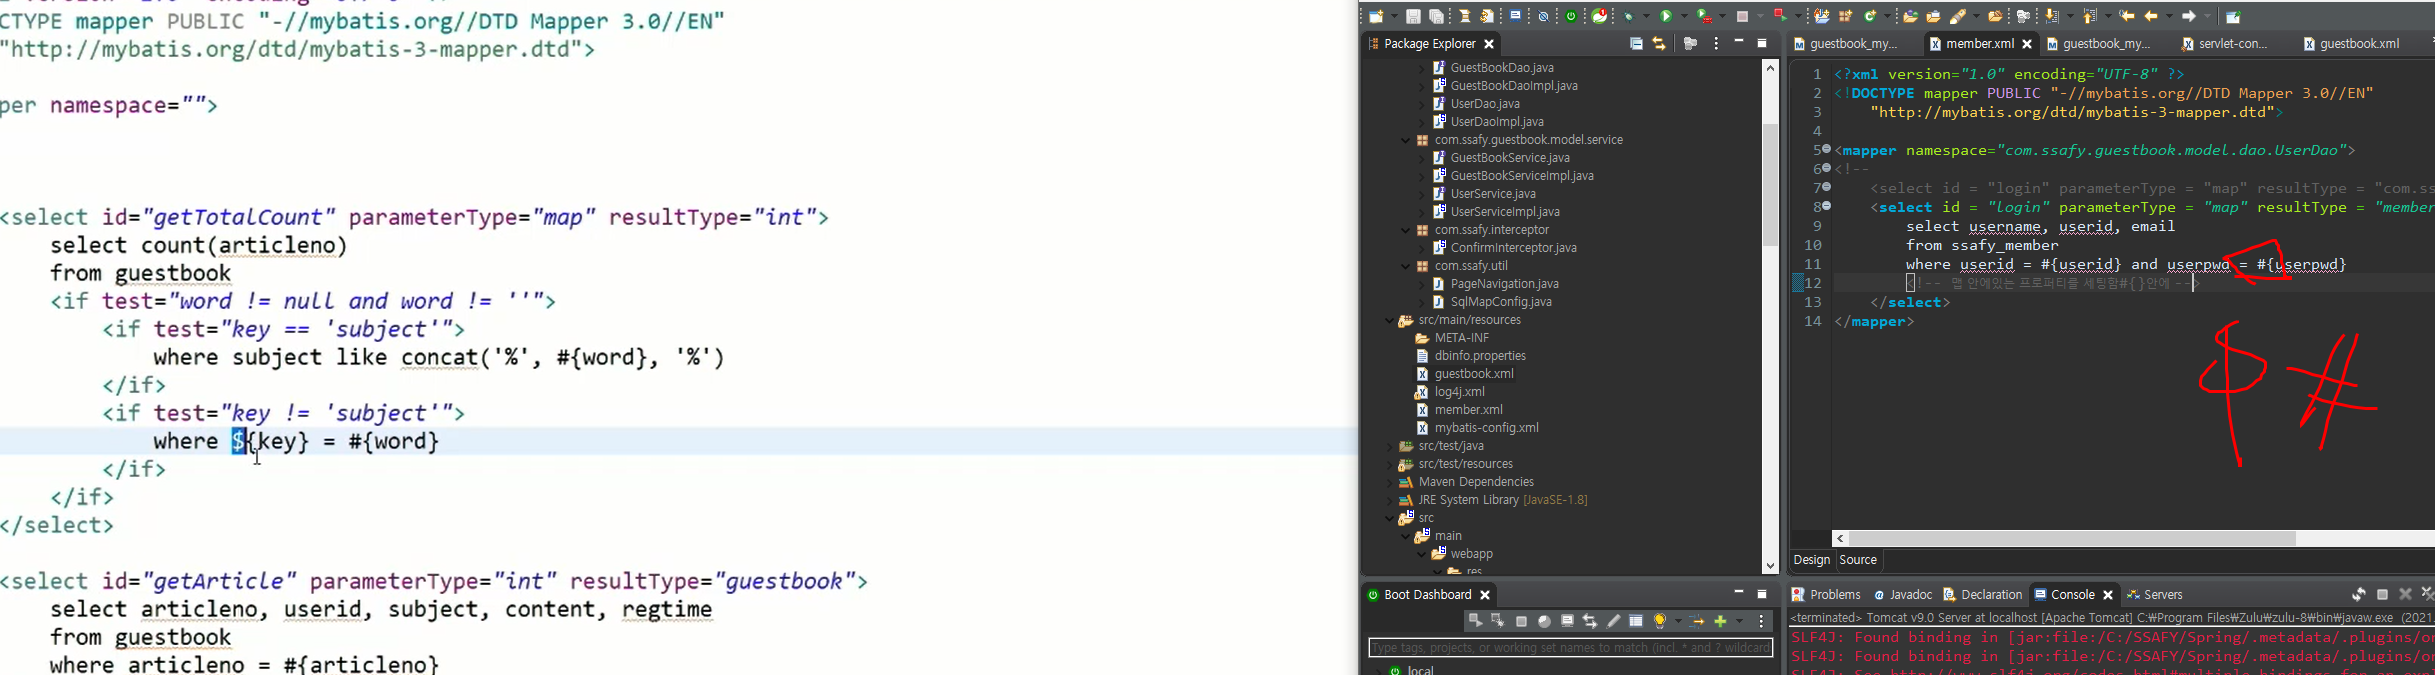 CTYPE mapper PUBLIC "-//mybatis.org//DTD Mapper 3.0//EN"
"http://mybatis.org/dtd/mybatis-3-mapper.dtd">
per namespace="">
<select id="getTotalCount" parameterType="map" resultType="int">
select count(articleno)
from guestbook
<if test="word != null and word != ''">
<if test="key == 'subject'">
where subject like concat('%', #{word}, '%')
</if>
<if test="key != 'subject'">
where ${key} = #{word}
</if>
</if>
</select>
<select id="getArticle" parameterType="int" resultType="guestbook">
select articleno, userid, subject, content, regtime
from guestbook
where articleno = #{articleno}
Package Explorer
GuestBookDao.java
GuestBookDaoImpl.java
UserDao.java
UserDaoImpl.java
com.ssafy.guestbook.model.service
GuestBookService.java
GuestBookServiceImpl.java
UserService.java
UserServiceImpl.java
com.ssafy.interceptor
ConfirmInterceptor.java
com.ssafy.util
PageNavigation.java
SqlMapConfig.java
src/main/resources
META-INF
dbinfo.properties
guestbook.xml
log4j.xml
member.xml
mybatis-config.xml
src/test/java
src/test/resources
Maven Dependencies
JRE System Library [JavaSE-1.8]
src
main
webapp
res
Boot Dashboard
Type tags, projects, or working set names to match (incl. * and ? wildcard
local
guestbook_my... member.xml guestbook_my... servlet-con... guestbook.xml
1 <?xml version="1.0" encoding="UTF-8" ?>
2 <!DOCTYPE mapper PUBLIC "-//mybatis.org//DTD Mapper 3.0//EN"
3 "http://mybatis.org/dtd/mybatis-3-mapper.dtd">
4
5 <mapper namespace="com.ssafy.guestbook.model.dao.UserDao">
6 <!--
7 <select id = "login" parameterType = "map" resultType = "com.ss
8 <select id = "login" parameterType = "map" resultType = "member
9 select username, userid, email
10 from ssafy_member
11 where userid = #{userid} and userpwd = #{userpwd}
12 <!-- 맵 안에있는 프로퍼티를 세팅함#{}안에 -->
13 </select>
14 </mapper>
$ #
Design Source
Problems Javadoc Declaration Console Servers
<terminated> Tomcat v9.0 Server at localhost [Apache Tomcat] C:₩Program Files₩Zulu₩zulu-8₩bin₩javaw.exe (2021.
SLF4J: Found binding in [jar:file:/C:/SSAFY/Spring/.metadata/.plugins/or
SLF4J: Found binding in [jar:file:/C:/SSAFY/Spring/.metadata/.plugins/or